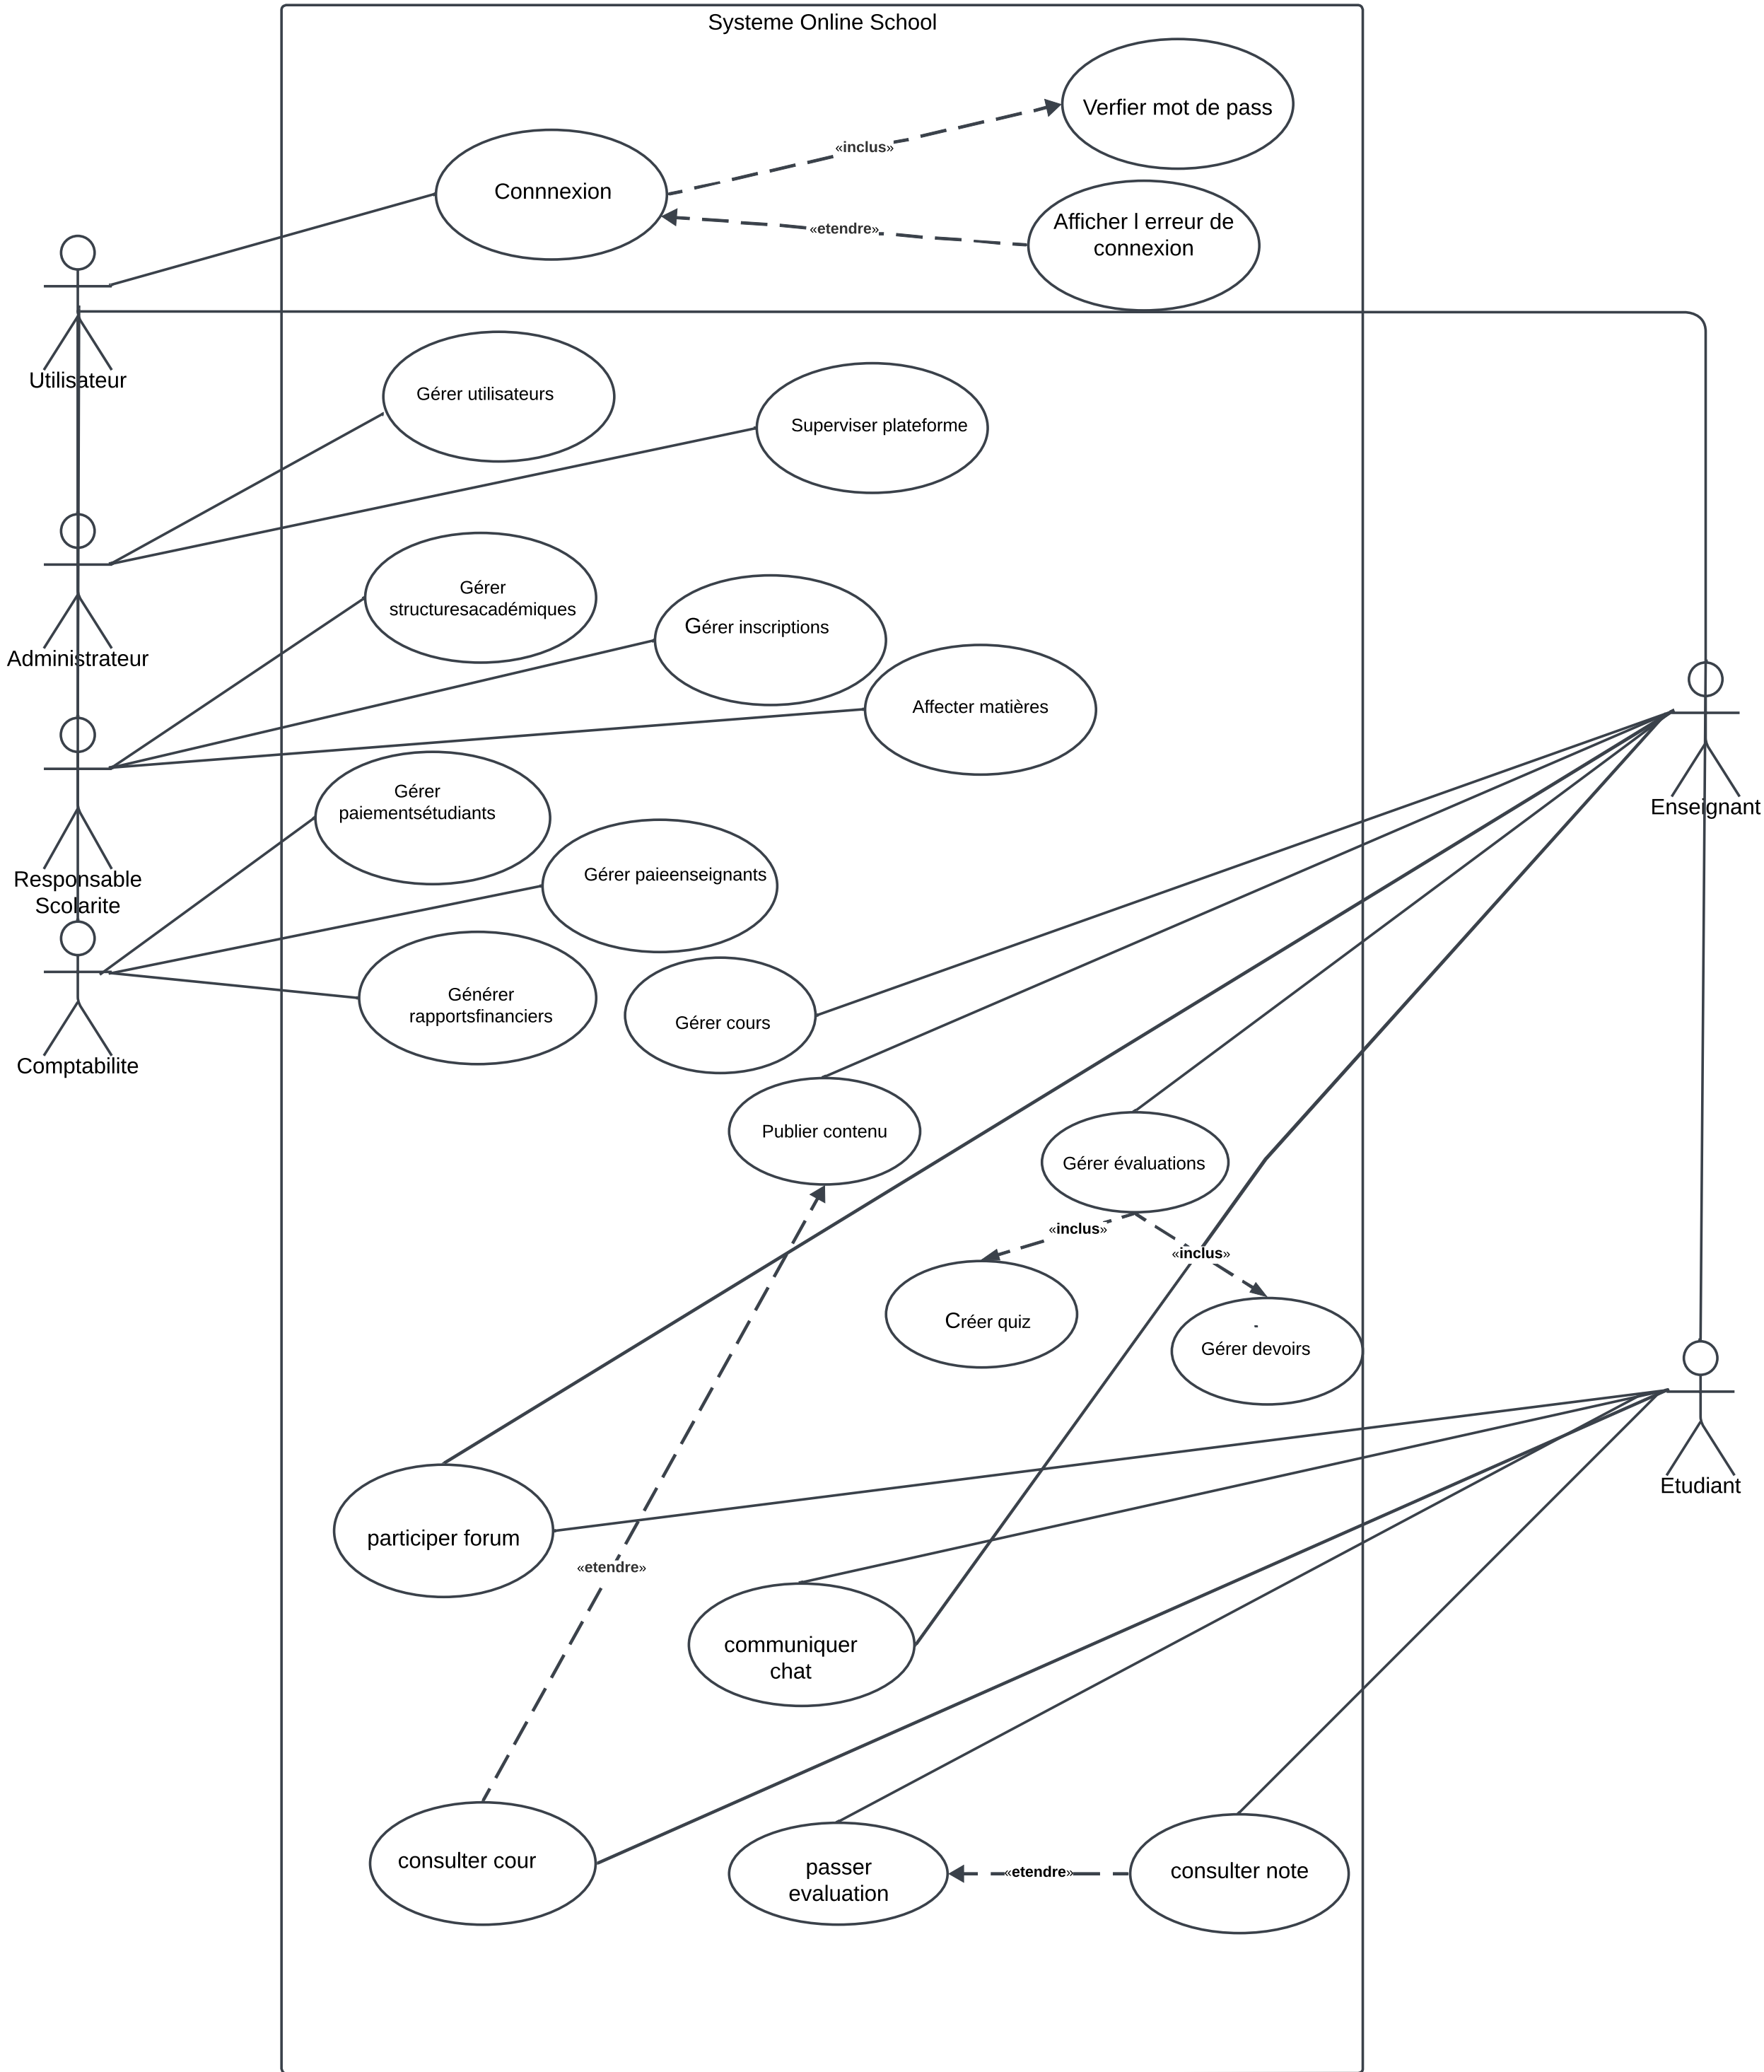 Systeme Online School
Verfier mot de pass
«inclus»
Connnexion
Afficher l erreur de
connexion
«etendre»
Utilisateur
Gérer utilisateurs
Superviser plateforme
Gérer
structuresacadémiques
Gérer inscriptions
Administrateur
Affecter matières
Gérer
paiementsétudiants
Enseignant
Responsable
Scolarite
Gérer paieenseignants
Générer
rapportsfinanciers
Gérer cours
Comptabilite
Publier contenu
Gérer évaluations
«inclus»
«inclus»
Créer quiz
-
Gérer devoirs
Etudiant
participer forum
«etendre»
communiquer
chat
consulter cour
passer
evaluation
«etendre»
consulter note